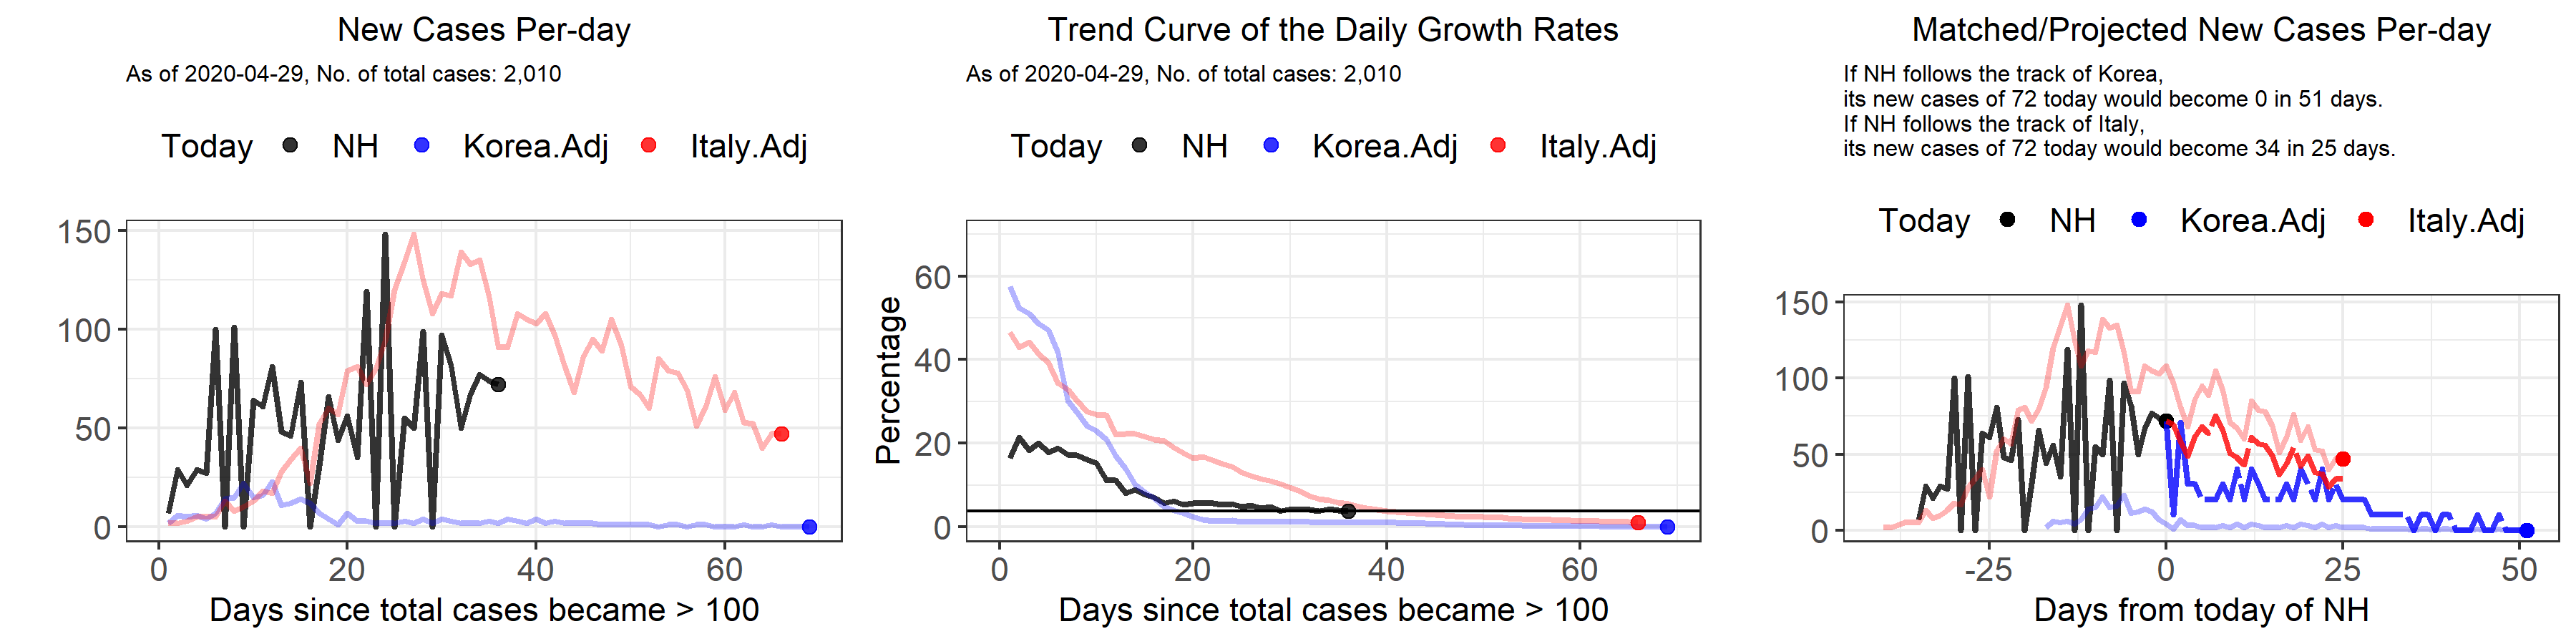 New Cases Per-day
As of 2020-04-29, No. of total cases: 2,010
Today NH Korea.Adj Italy.Adj
150
100
50
0
0 20 40 60
Days since total cases became > 100
Trend Curve of the Daily Growth Rates
As of 2020-04-29, No. of total cases: 2,010
Today NH Korea.Adj Italy.Adj
Percentage
60
40
20
0
0 20 40 60
Days since total cases became > 100
Matched/Projected New Cases Per-day
If NH follows the track of Korea,
its new cases of 72 today would become 0 in 51 days.
If NH follows the track of Italy,
its new cases of 72 today would become 34 in 25 days.
Today NH Korea.Adj Italy.Adj
150
100
50
0
-25 0 25 50
Days from today of NH